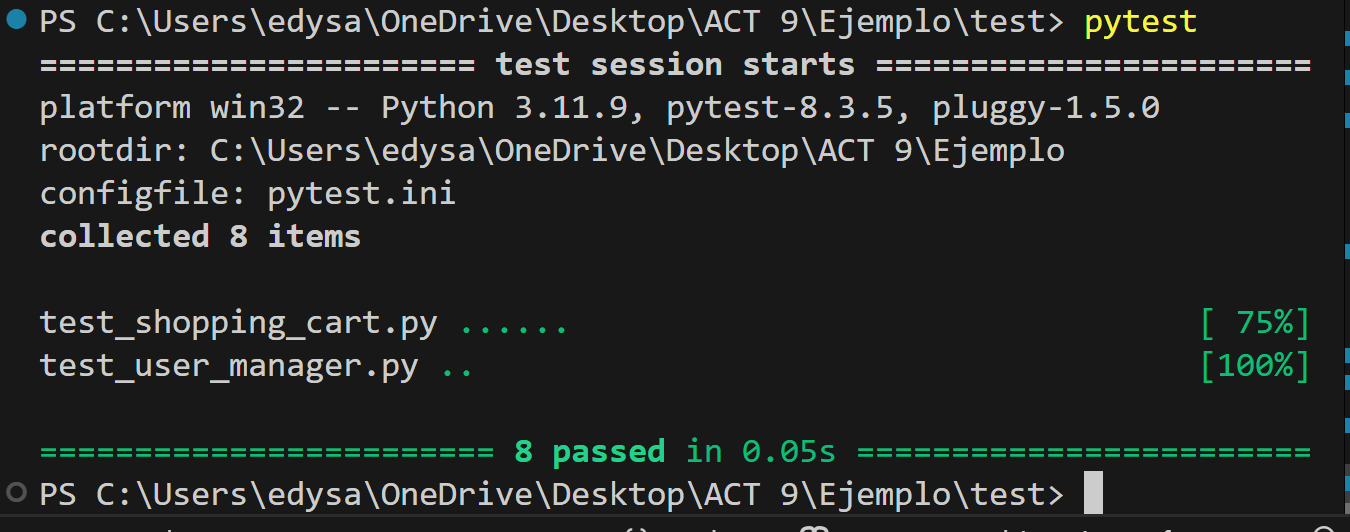 PS C:\Users\edysa\OneDrive\Desktop\ACT 9\Ejemplo\test> pytest
======================= test session starts =======================
platform win32 -- Python 3.11.9, pytest-8.3.5, pluggy-1.5.0
rootdir: C:\Users\edysa\OneDrive\Desktop\ACT 9\Ejemplo
configfile: pytest.ini
collected 8 items
test_shopping_cart.py ...... [ 75%]
test_user_manager.py .. [100%]
======================== 8 passed in 0.05s ========================
PS C:\Users\edysa\OneDrive\Desktop\ACT 9\Ejemplo\test>